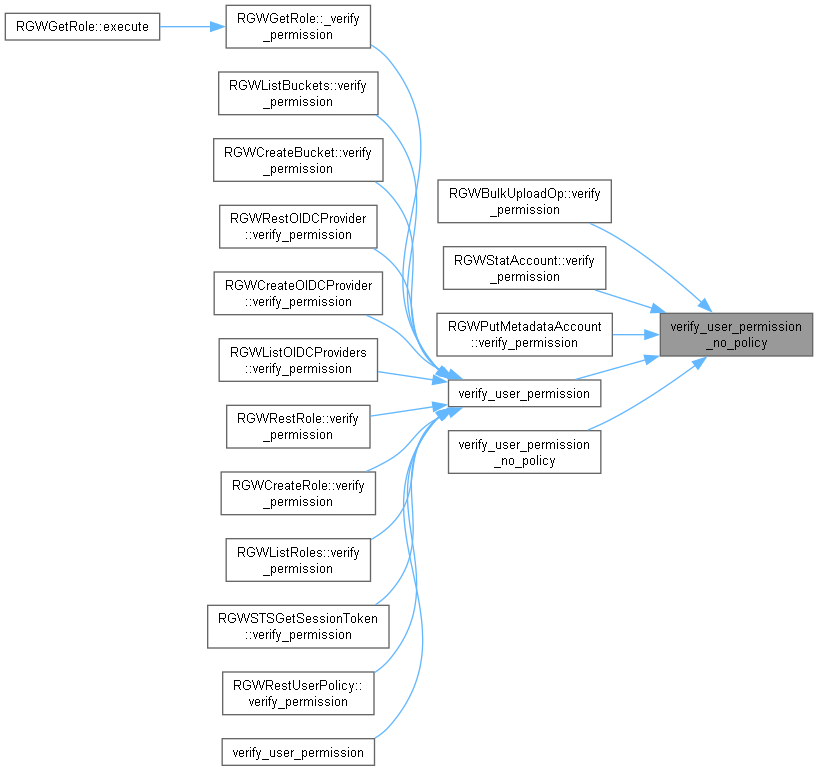 RGWGetRole::execute
RGWGetRole::_verify
_permission
RGWListBuckets::verify
_permission
RGWCreateBucket::verify
_permission
RGWRestOIDCProvider
::verify_permission
RGWCreateOIDCProvider
::verify_permission
RGWListOIDCProviders
::verify_permission
RGWRestRole::verify
_permission
RGWCreateRole::verify
_permission
RGWListRoles::verify
_permission
RGWSTSGetSessionToken
::verify_permission
RGWRestUserPolicy::
verify_permission
verify_user_permission
RGWBulkUploadOp::verify
_permission
RGWStatAccount::verify
_permission
RGWPutMetadataAccount
::verify_permission
verify_user_permission
verify_user_permission
_no_policy
verify_user_permission
_no_policy